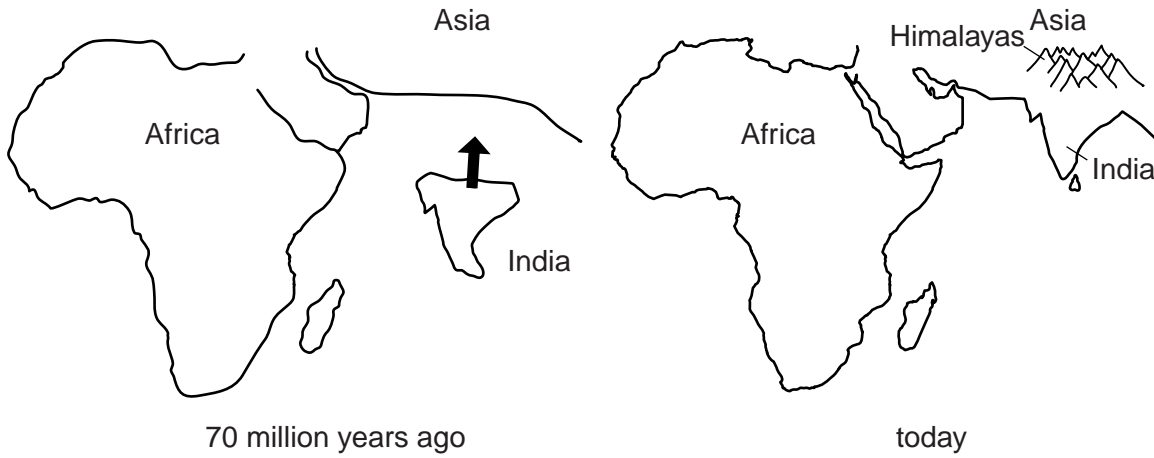 Asia
Africa
India
70 million years ago
Asia
Himalayas
Africa
India
today